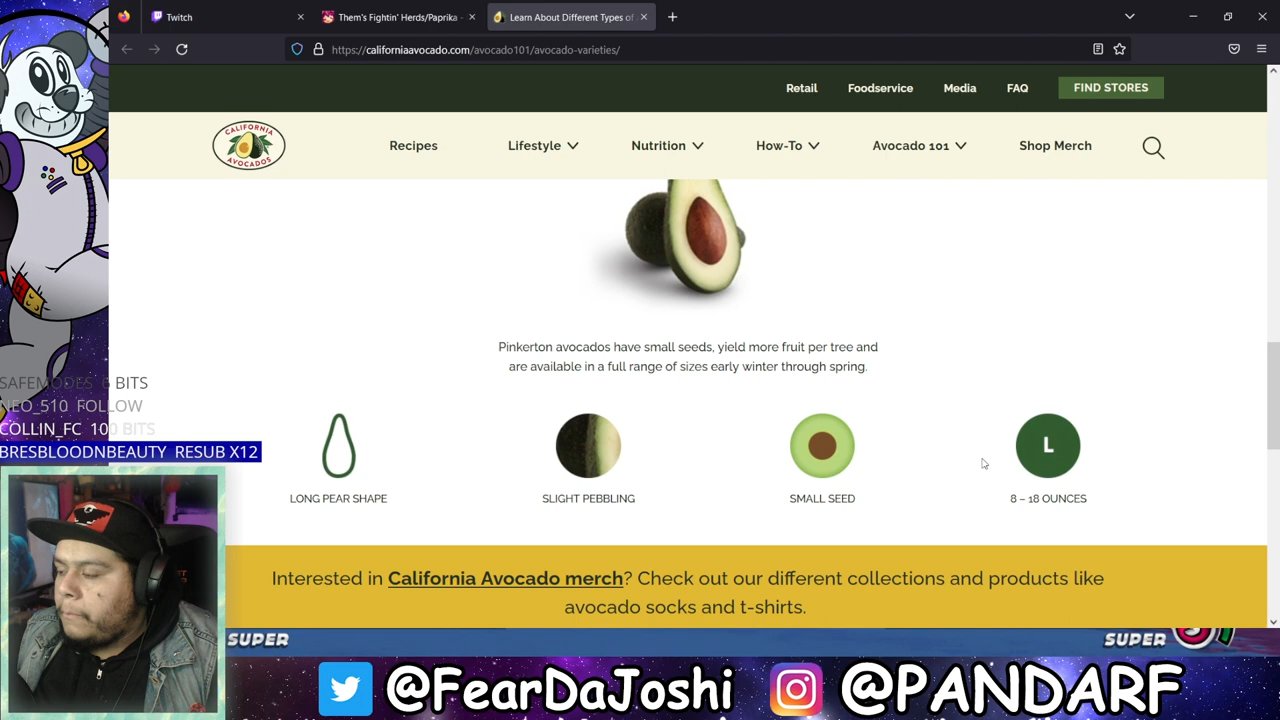 Twitch
Them's Fightin' Herds/Paprika -
Learn About Different Types of
https://californiaavocado.com/avocado101/avocado-varieties/
Retail Foodservice Media FAQ FIND STORES
CALIFORNIA
AVOCADOS
Recipes Lifestyle Nutrition How-To Avocado 101 Shop Merch
Pinkerton avocados have small seeds, yield more fruit per tree and
are available in a full range of sizes early winter through spring.
L
LONG PEAR SHAPE SLIGHT PEBBLING SMALL SEED 8 – 18 OUNCES
SAFEMODES 6 BITS
NEO_510 FOLLOW
COLLIN_FC 100 BITS
BRESBLOODNBEAUTY RESUB X12
Interested in California Avocado merch? Check out our different collections and products like
avocado socks and t-shirts.
SUPER SUPER
@FearDaJoshi @PANDARF